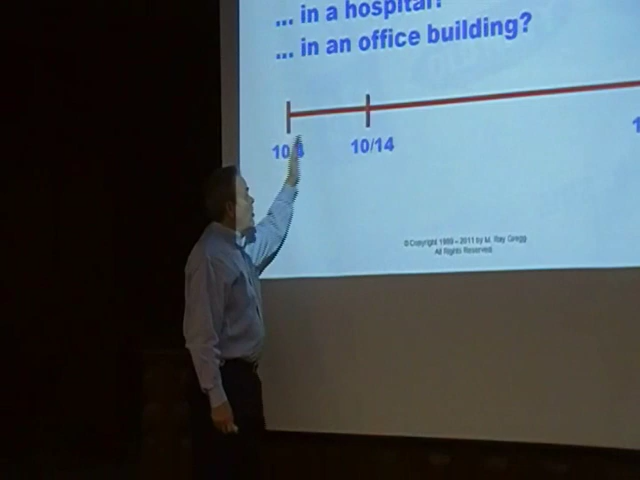 ... in a hospital?
... in an office building?
10/14
© Copyright 1999 – 2011 by M. Ray Gregg
All Rights Reserved.